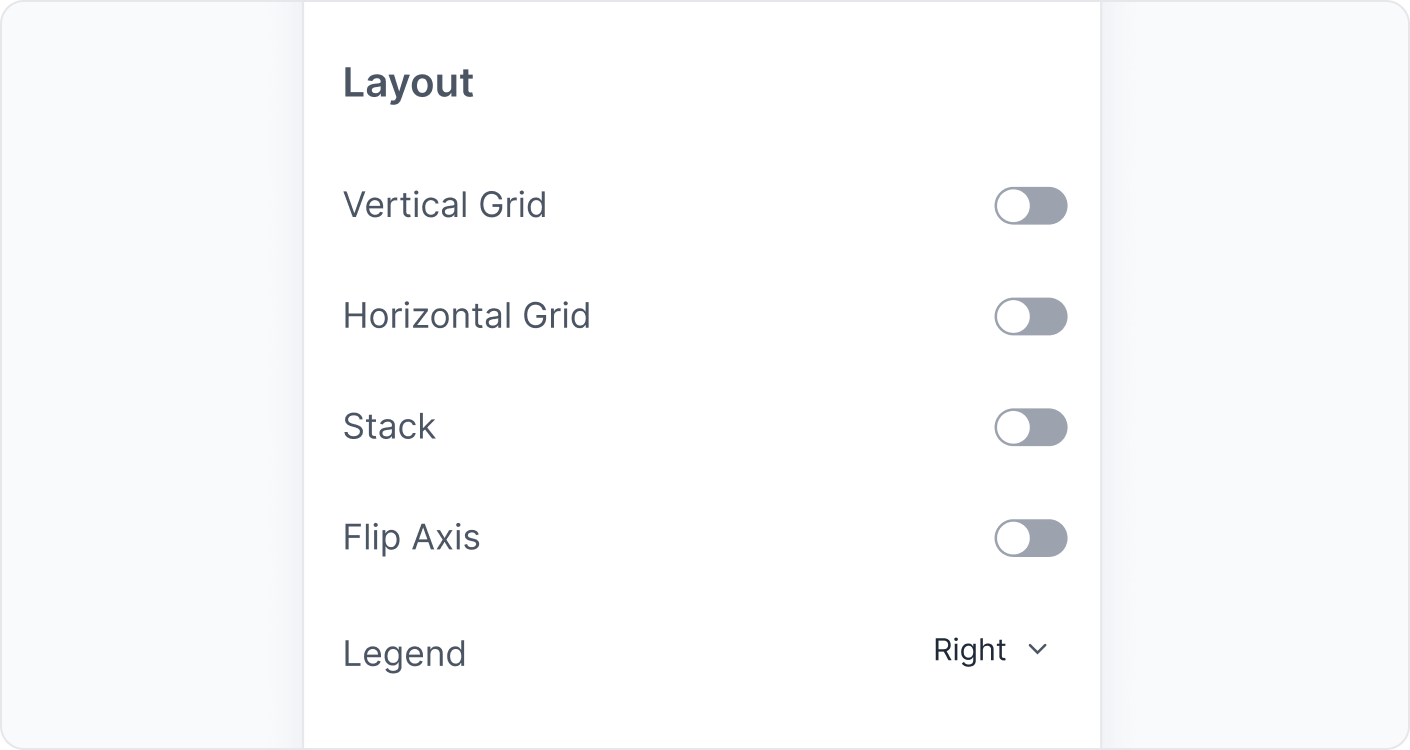 Layout
Vertical Grid
Horizontal Grid
Stack
Flip Axis
Legend Right